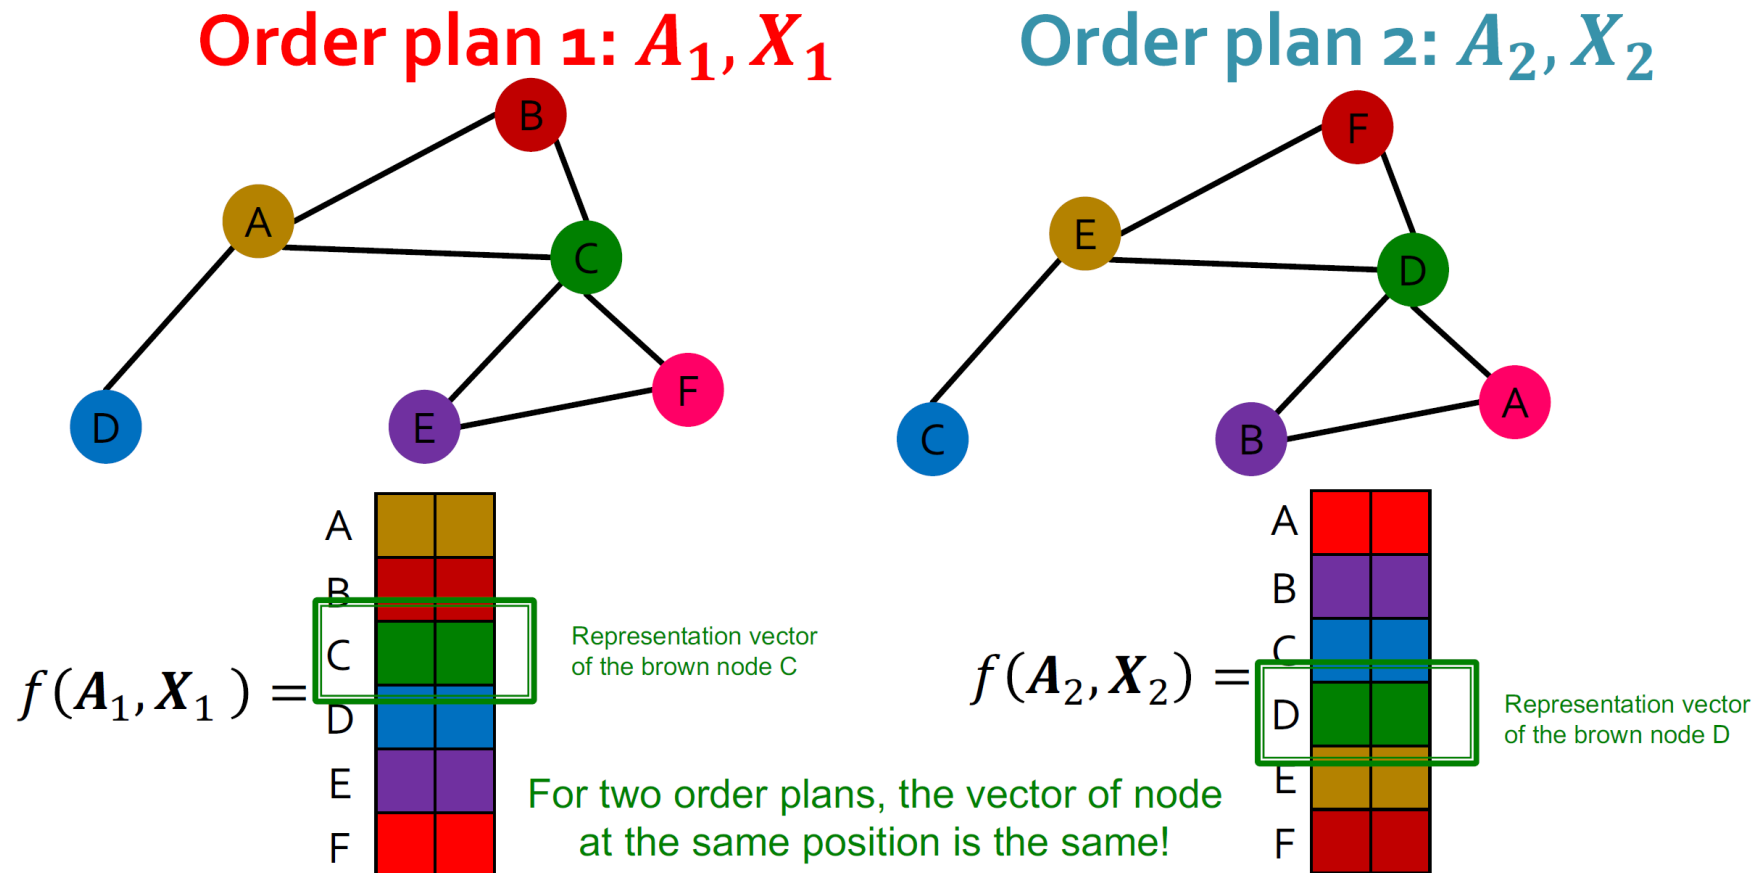 Order plan 1: A₁, X₁
Order plan 2: A₂, X₂
B
A
C
F
E
D
F
E
D
A
B
C
A
B
C
D
E
F
f(A₁, X₁ ) =
Representation vector
of the brown node C
A
B
C
D
E
F
f(A₂, X₂) =
Representation vector
of the brown node D
For two order plans, the vector of node
at the same position is the same!